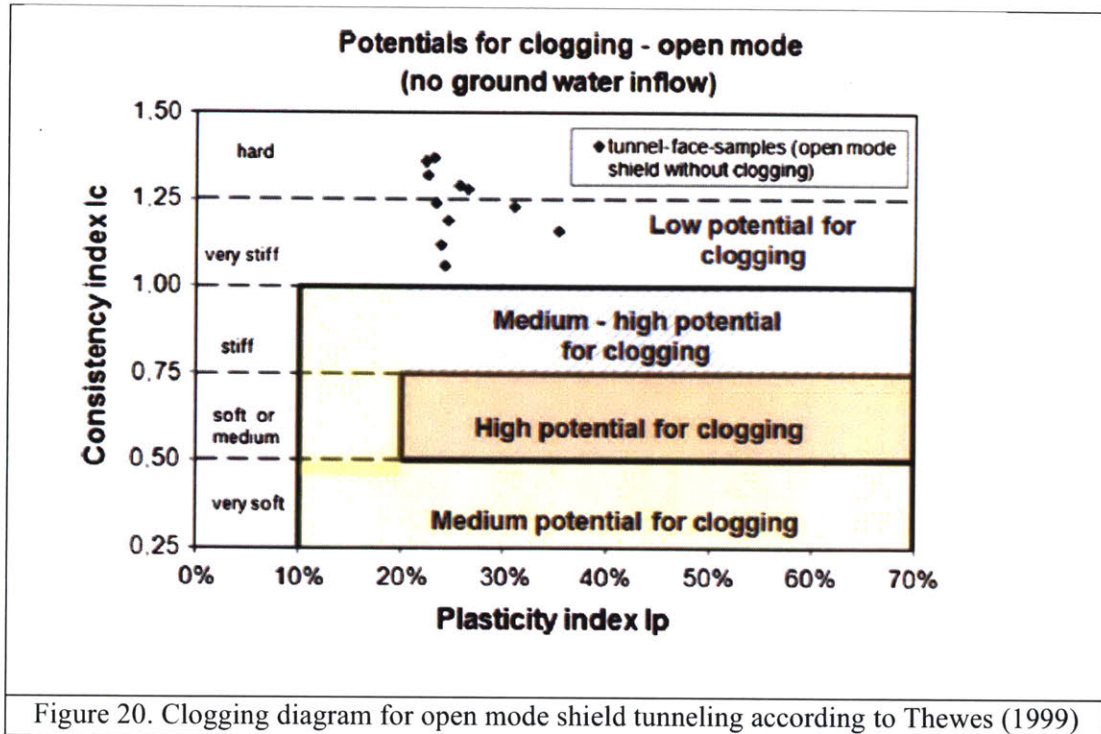 Potentials for clogging - open mode
(no ground water inflow)
Consistency index Ic
1.50
1.25
1.00
0.75
0.50
0.25
hard
very stiff
stiff
soft or
medium
very soft
◆tunnel-face-samples (open mode
shield without clogging)
Low potential for
clogging
Medium - high potential
for clogging
High potential for clogging
Medium potential for clogging
0% 10% 20% 30% 40% 50% 60% 70%
Plasticity index Ip
Figure 20. Clogging diagram for open mode shield tunneling according to Thewes (1999)